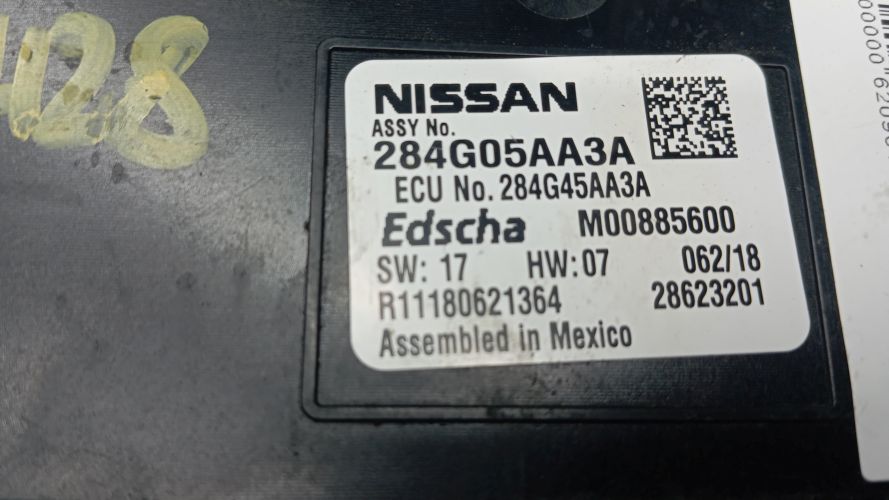 428
NISSAN
ASSY No.
284G05AA3A
ECU No. 284G45AA3A
Edscha M00885600
SW: 17 HW: 07 062/18
R11180621364 28623201
Assembled in Mexico